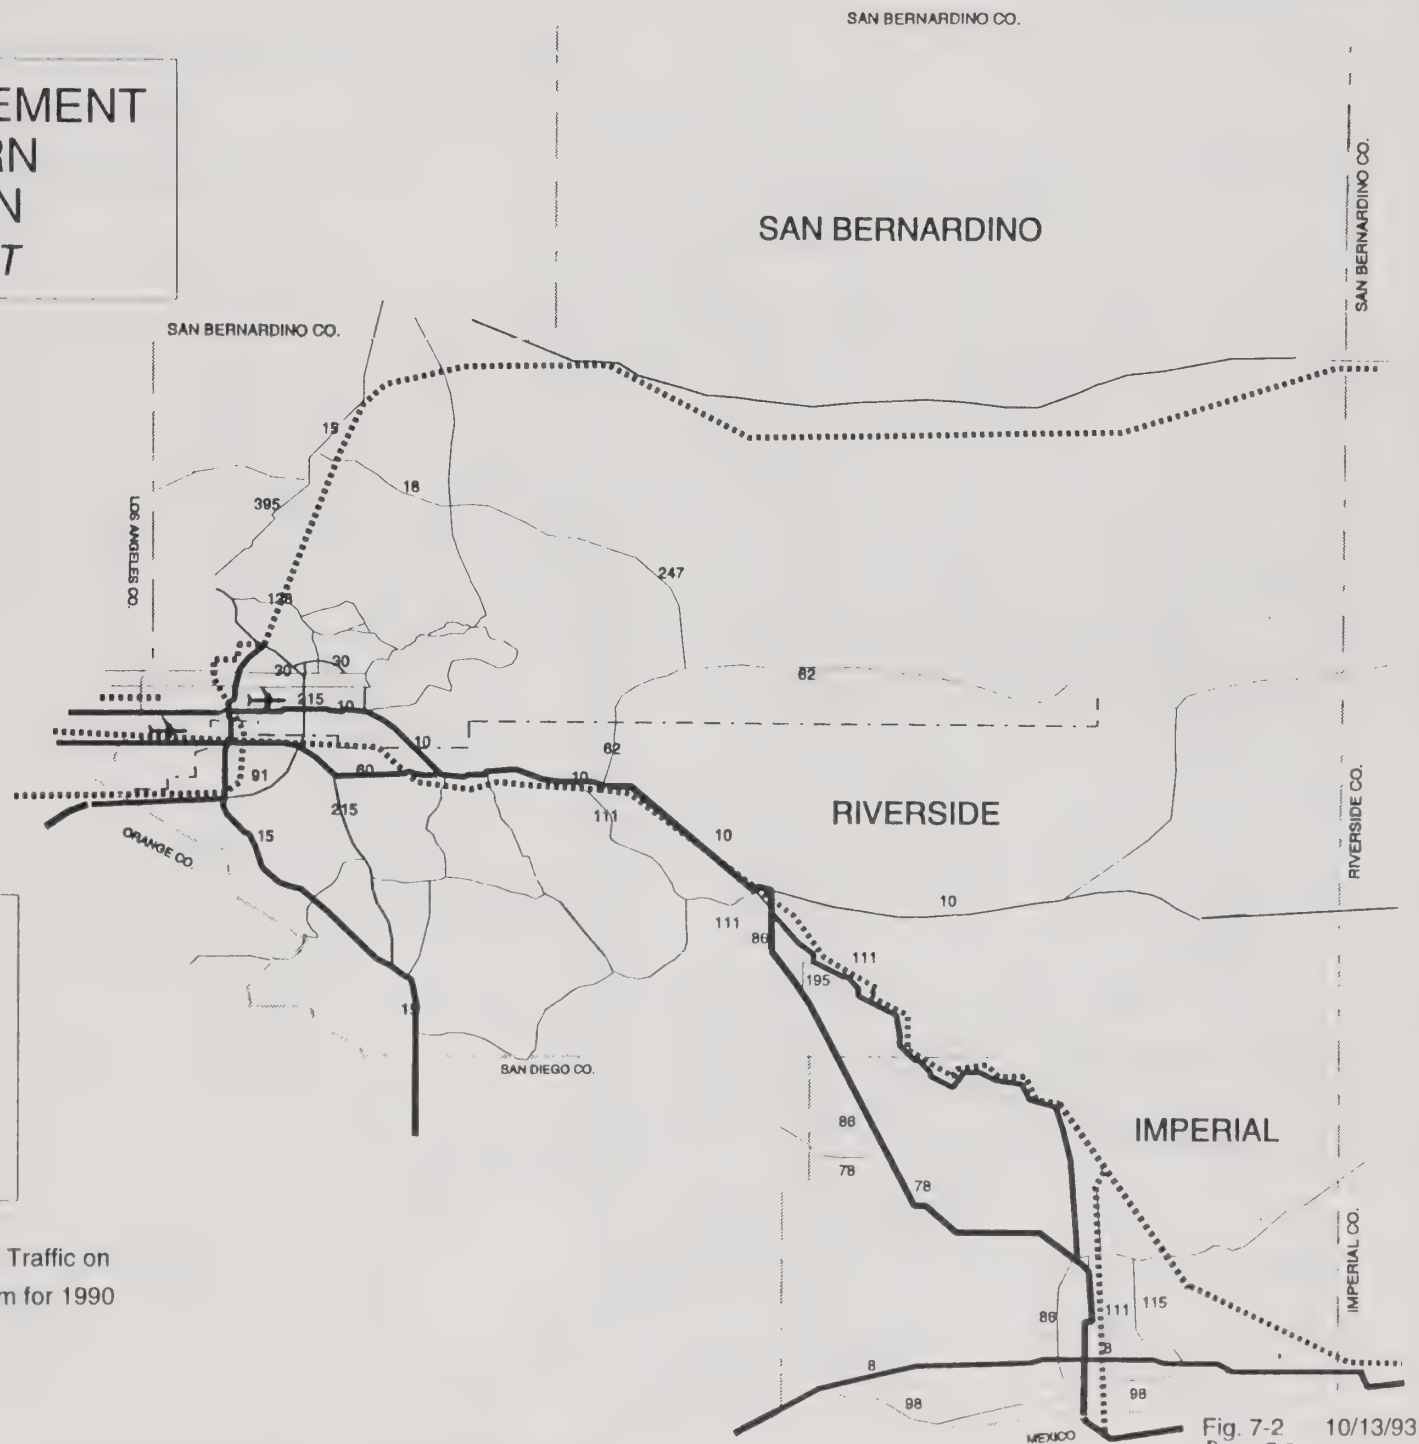 SAN BERNARDINO CO.
EMENT
RN
N
T
SAN BERNARDINO
SAN BERNARDINO CO.
SAN BERNARDINO CO.
15
18
395
LOS ANGELES CO.
247
138
30
30
62
215
10
10
62
91
60
10
RIVERSIDE
RIVERSIDE CO.
215
111
10
15
ORANGE CO.
10
111
86
111
195
15
SAN DIEGO CO.
86
IMPERIAL
78
78
IMPERIAL CO.
Traffic on
m for 1990
86
111
115
8
8
98
98
MEXICO
Fig. 7-2 10/13/93